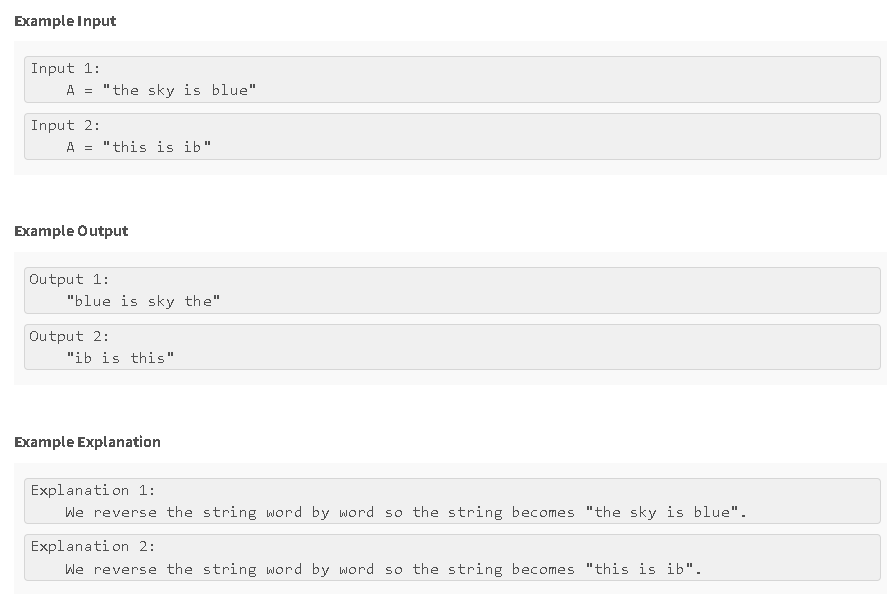 Example Input
Input 1:
A = "the sky is blue"
Input 2:
A = "this is ib"
Example Output
Output 1:
"blue is sky the"
Output 2:
"ib is this"
Example Explanation
Explanation 1:
We reverse the string word by word so the string becomes "the sky is blue".
Explanation 2:
We reverse the string word by word so the string becomes "this is ib".